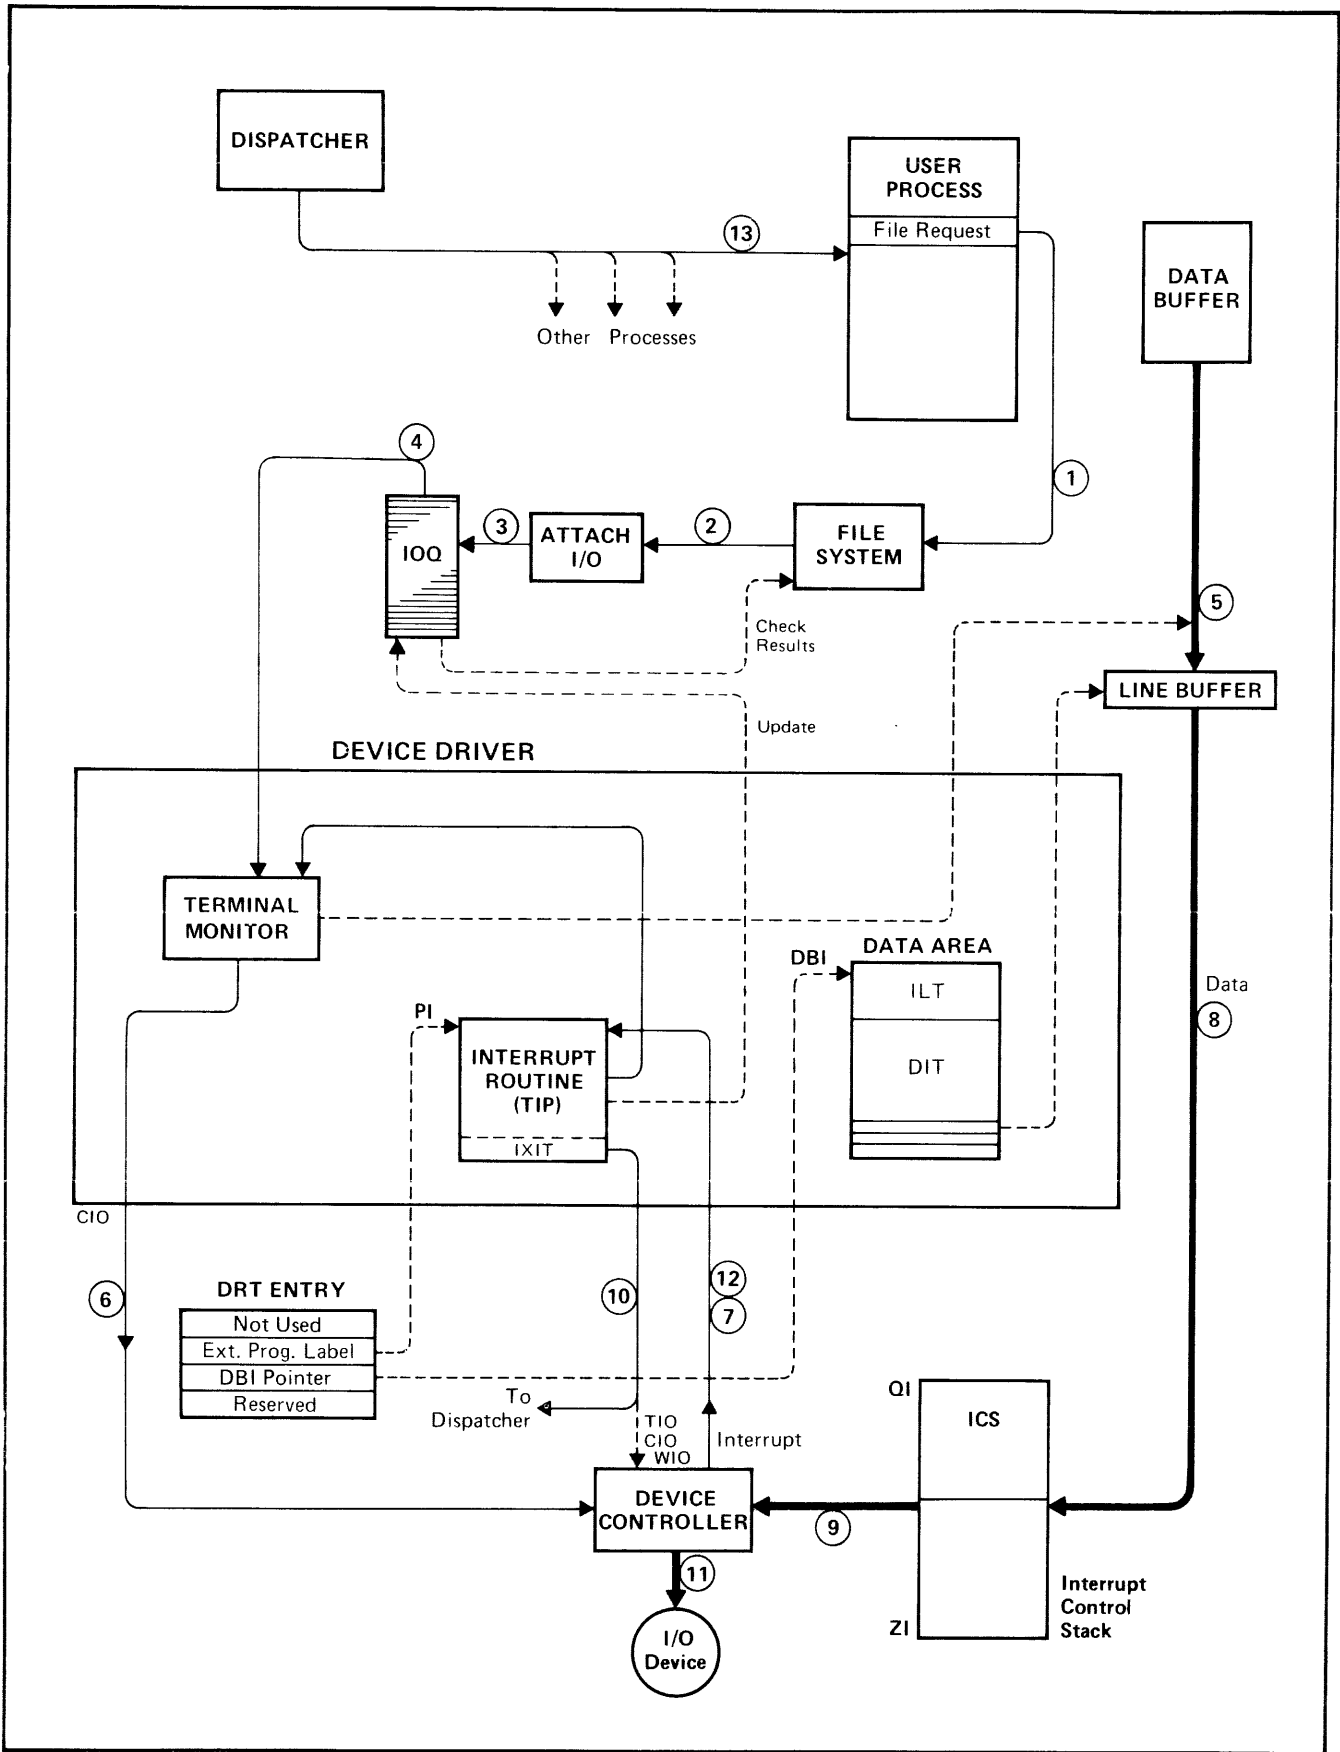 DISPATCHER
USER
PROCESS
File Request
13
DATA
BUFFER
Other Processes
4
1
3
2
IOQ
ATTACH
I/O
FILE
SYSTEM
5
Check
Results
LINE BUFFER
Update
DEVICE DRIVER
TERMINAL
MONITOR
DATA AREA
DBI
ILT
Data
8
PI
INTERRUPT
ROUTINE
(TIP)
DIT
IXIT
CIO
6
DRT ENTRY
10
12
7
Not Used
Ext. Prog. Label
DBI Pointer
Reserved
To
Dispatcher
TIO
CIO
WIO
Interrupt
QI
ICS
DEVICE
CONTROLLER
9
11
Interrupt
Control
Stack
ZI
I/O
Device